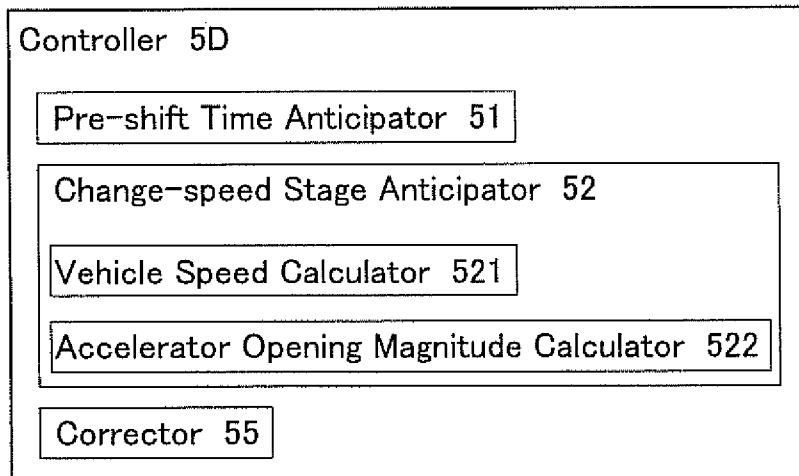 Controller 5D
Pre-shift Time Anticipator 51
Change-speed Stage Anticipator 52
Vehicle Speed Calculator 521
Accelerator Opening Magnitude Calculator 522
Corrector 55